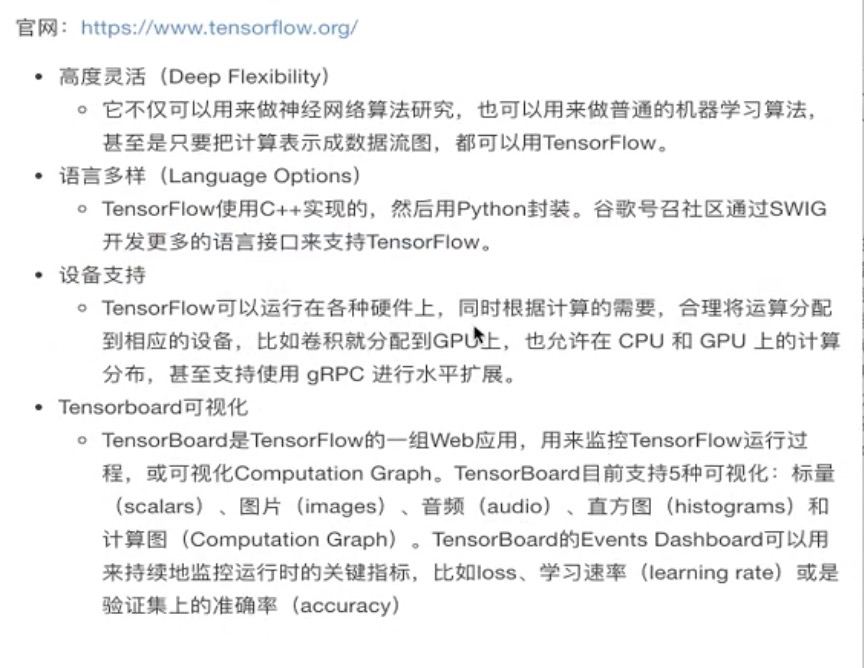 官网：https://www.tensorflow.org/
高度灵活（Deep Flexibility）
它不仅可以用来做神经网络算法研究，也可以用来做普通的机器学习算法，
甚至是只要把计算表示成数据流图，都可以用TensorFlow。
语言多样（Language Options）
TensorFlow使用C++实现的，然后用Python封装。谷歌号召社区通过SWIG
开发更多的语言接口来支持TensorFlow。
设备支持
TensorFlow可以运行在各种硬件上，同时根据计算的需要，合理将运算分配
到相应的设备，比如卷积就分配到GPU上，也允许在 CPU 和 GPU 上的计算
分布，甚至支持使用 gRPC 进行水平扩展。
Tensorboard可视化
TensorBoard是TensorFlow的一组Web应用，用来监控TensorFlow运行过
程，或可视化Computation Graph。TensorBoard目前支持5种可视化：标量
（scalars）、图片（images）、音频（audio）、直方图（histograms）和
计算图（Computation Graph）。TensorBoard的Events Dashboard可以用
来持续地监控运行时的关键指标，比如loss、学习速率（learning rate）或是
验证集上的准确率（accuracy）